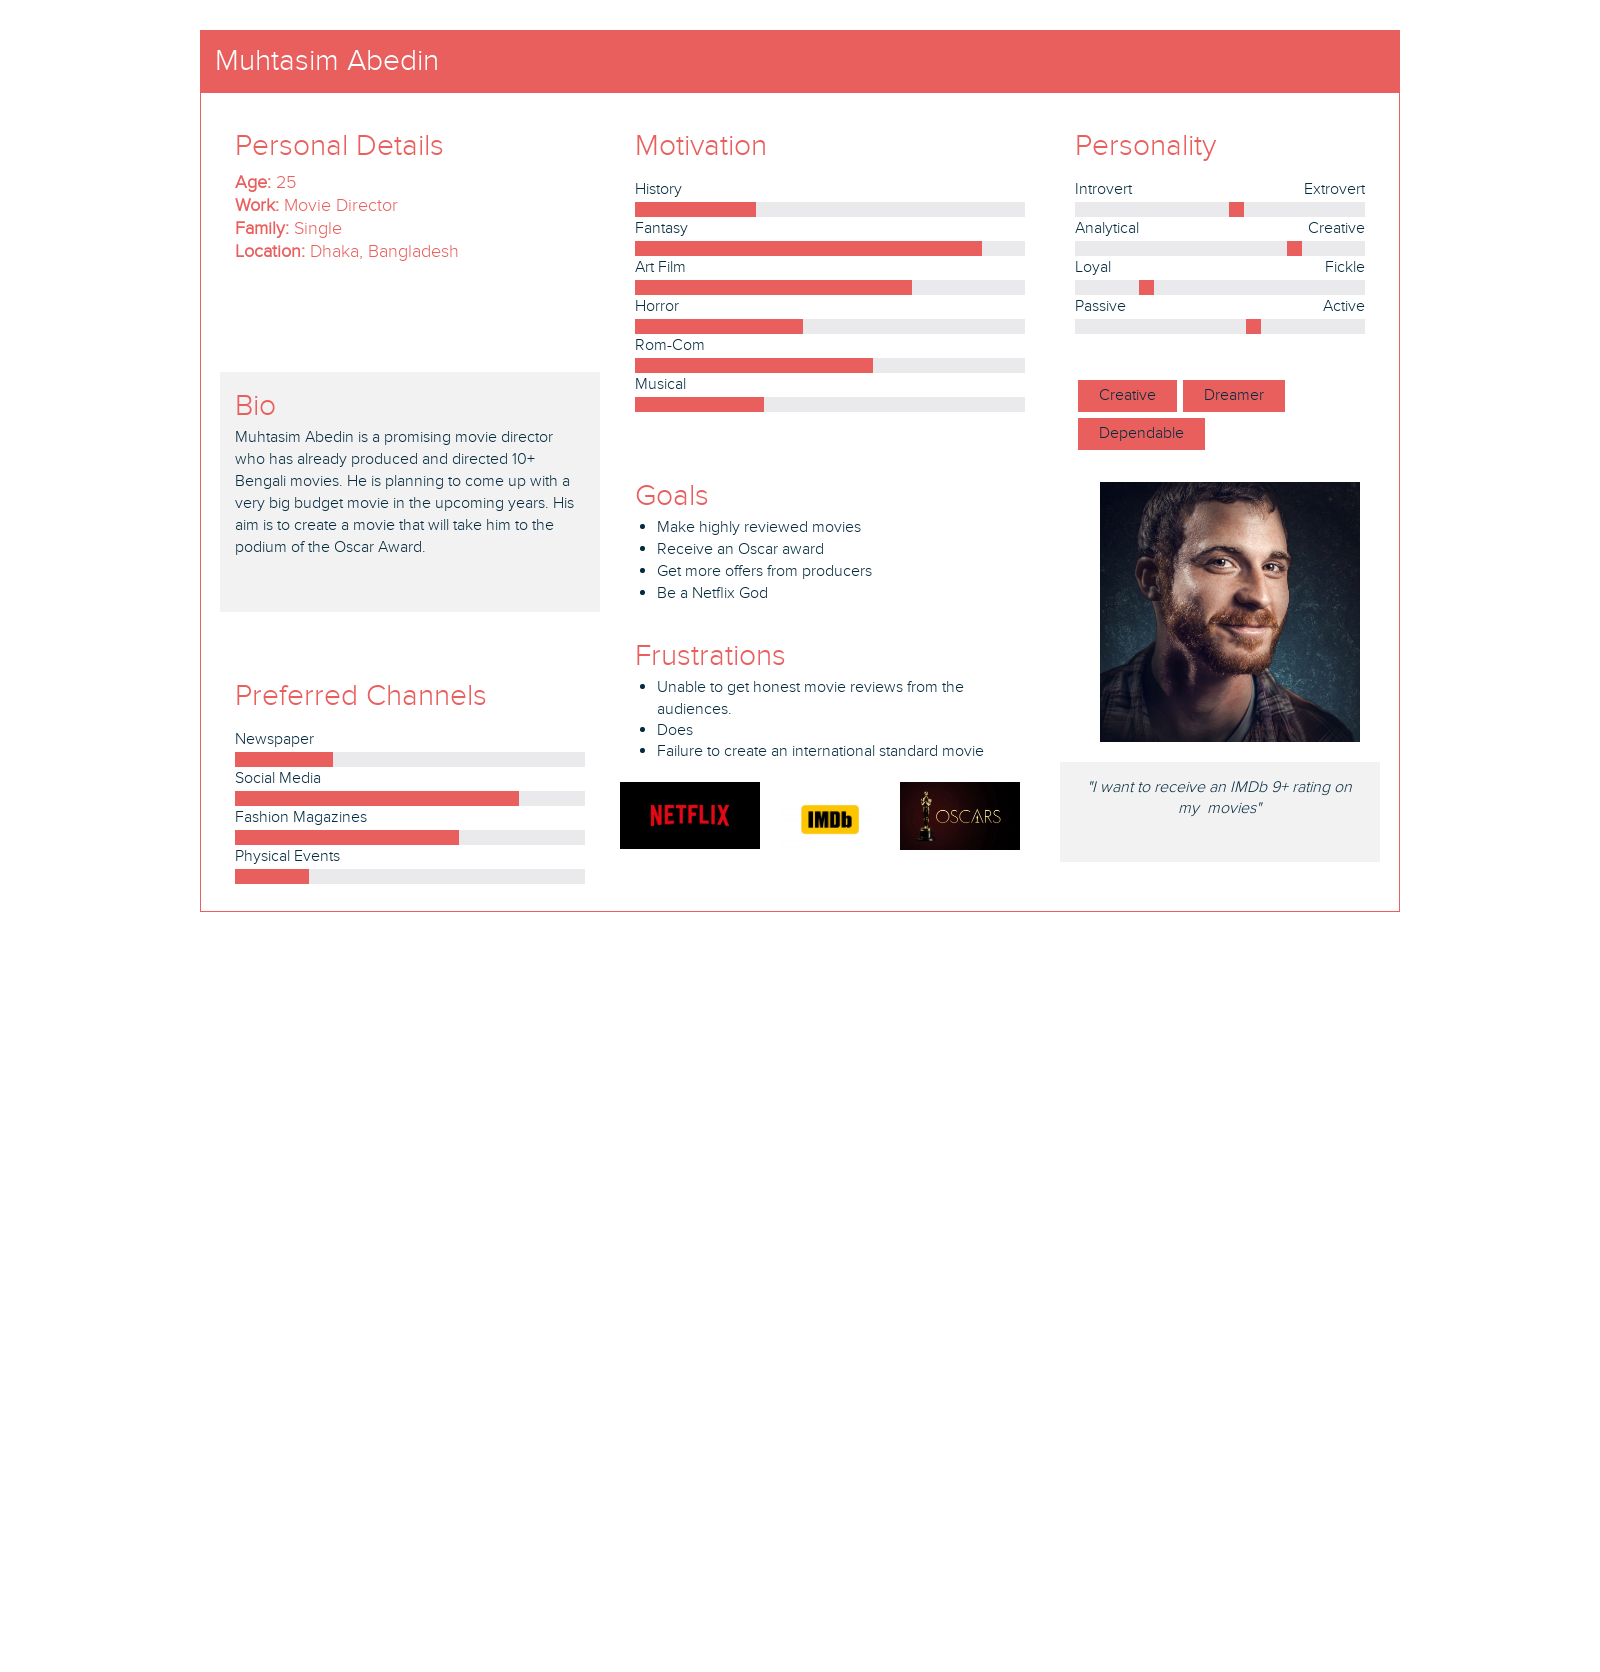 Muhtasim Abedin
Personal Details
Age: 25
Work: Movie Director
Family: Single
Location: Dhaka, Bangladesh
Bio
Muhtasim Abedin is a promising movie director
who has already produced and directed 10+
Bengali movies. He is planning to come up with a
very big budget movie in the upcoming years. His
aim is to create a movie that will take him to the
podium of the Oscar Award.
Preferred Channels
Newspaper
Social Media
Fashion Magazines
Physical Events
Motivation
History
Fantasy
Art Film
Horror
Rom-Com
Musical
Goals
Make highly reviewed movies
Receive an Oscar award
Get more offers from producers
Be a Netflix God
Frustrations
Unable to get honest movie reviews from the
audiences.
Does
Failure to create an international standard movie
NETFLIX
IMDb
OSCARS
Personality
Introvert Extrovert
Analytical Creative
Loyal Fickle
Passive Active
Creative Dreamer
Dependable
"I want to receive an IMDb 9+ rating on
my movies"